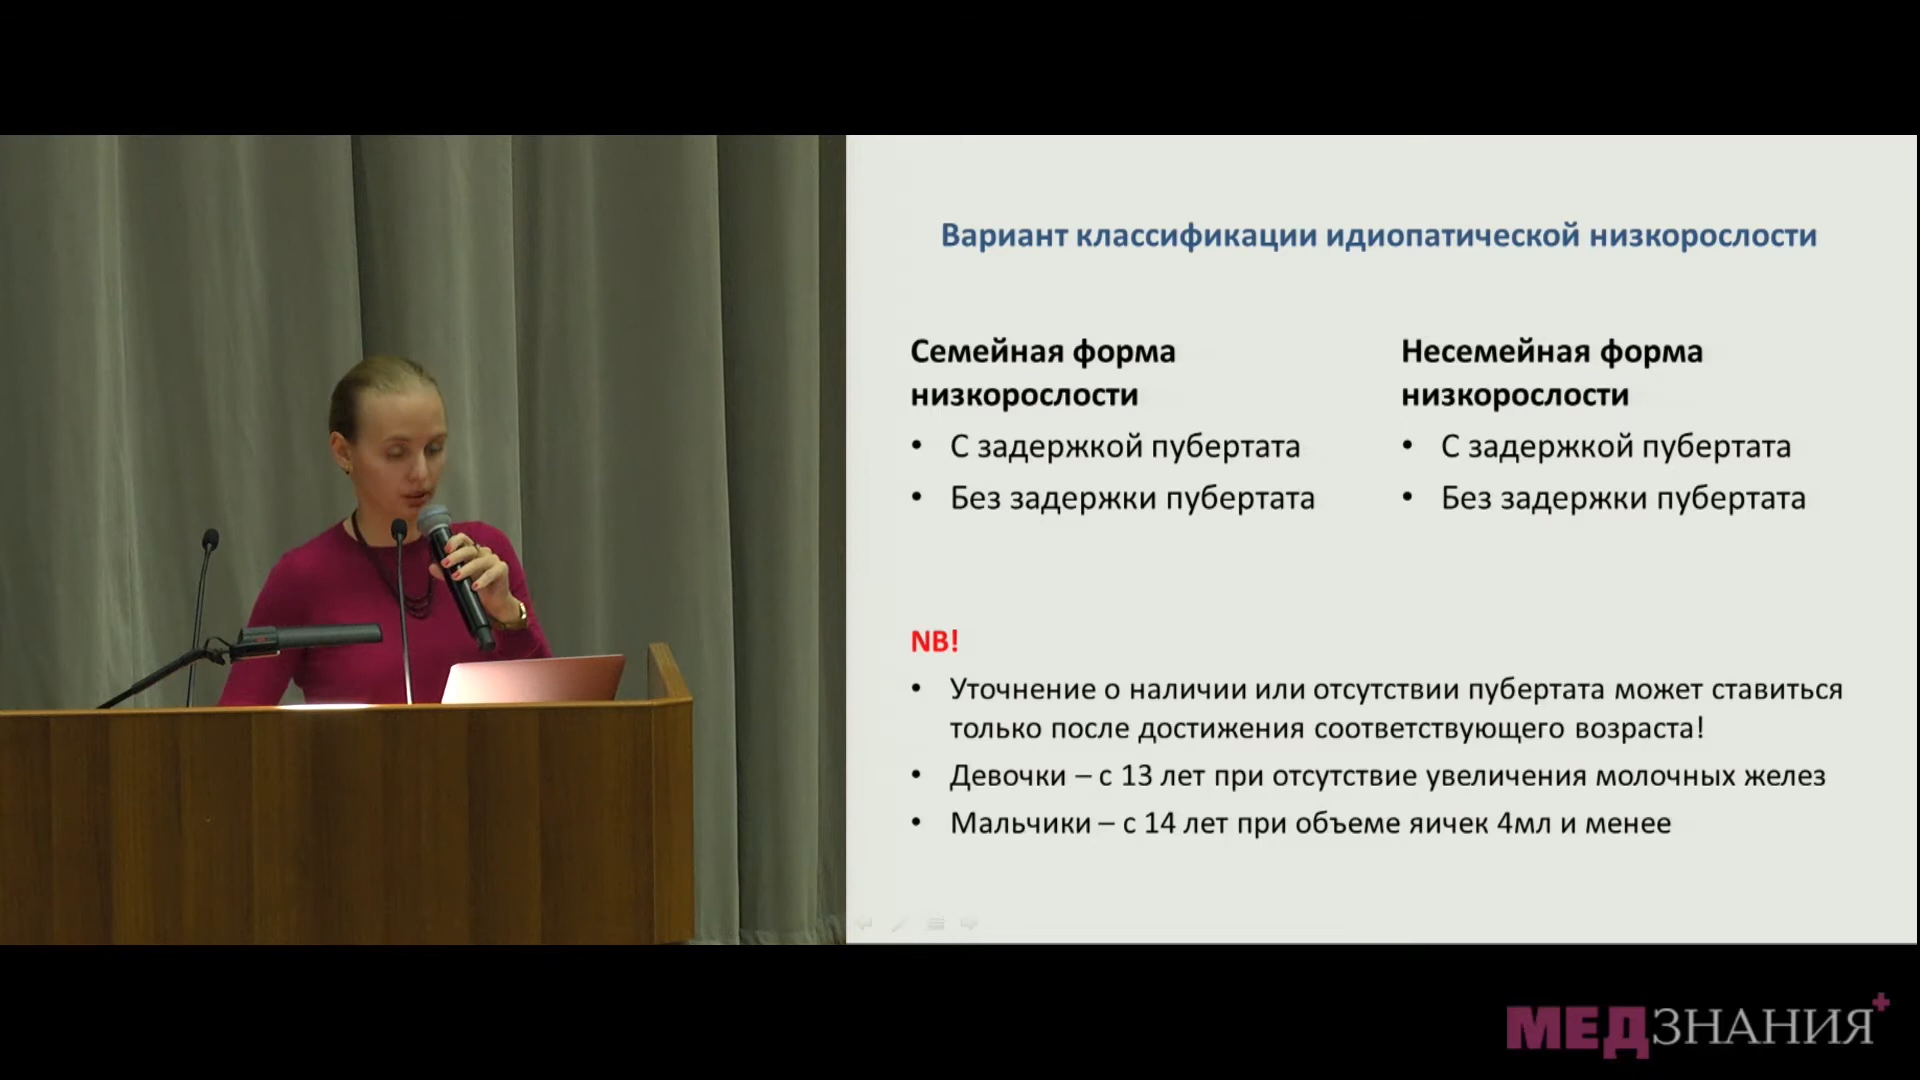 Вариант классификации идиопатической низкорослости
Семейная форма
низкорослости
• С задержкой пубертата
• Без задержки пубертата
Несемейная форма
низкорослости
• С задержкой пубертата
• Без задержки пубертата
NB!
• Уточнение о наличии или отсутствии пубертата может ставиться
только после достижения соответствующего возраста!
• Девочки – с 13 лет при отсутствие увеличения молочных желез
• Мальчики – с 14 лет при объеме яичек 4мл и менее
МЕДЗНАНИЯ+